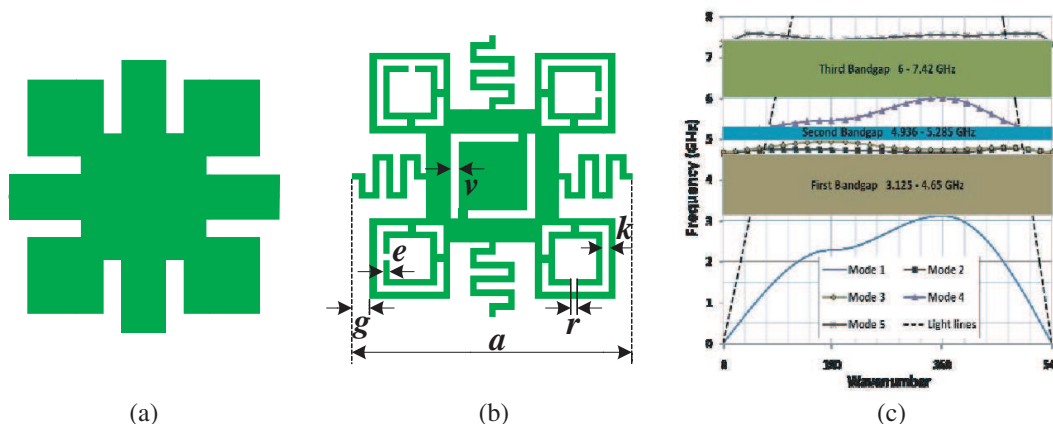 v
e
k
g
r
a
8
7
6
5
4
3
2
1
0
Frequency (GHz)
Third Bandgap 6 - 7.42 GHz
Second Bandgap 4.936 - 5.285 GHz
First Bandgap 3.125 - 4.65 GHz
Mode 1 Mode 2
Mode 3 Mode 4
Mode 5 Light lines
0 180 360 54
Wavenumber
(a) (b) (c)